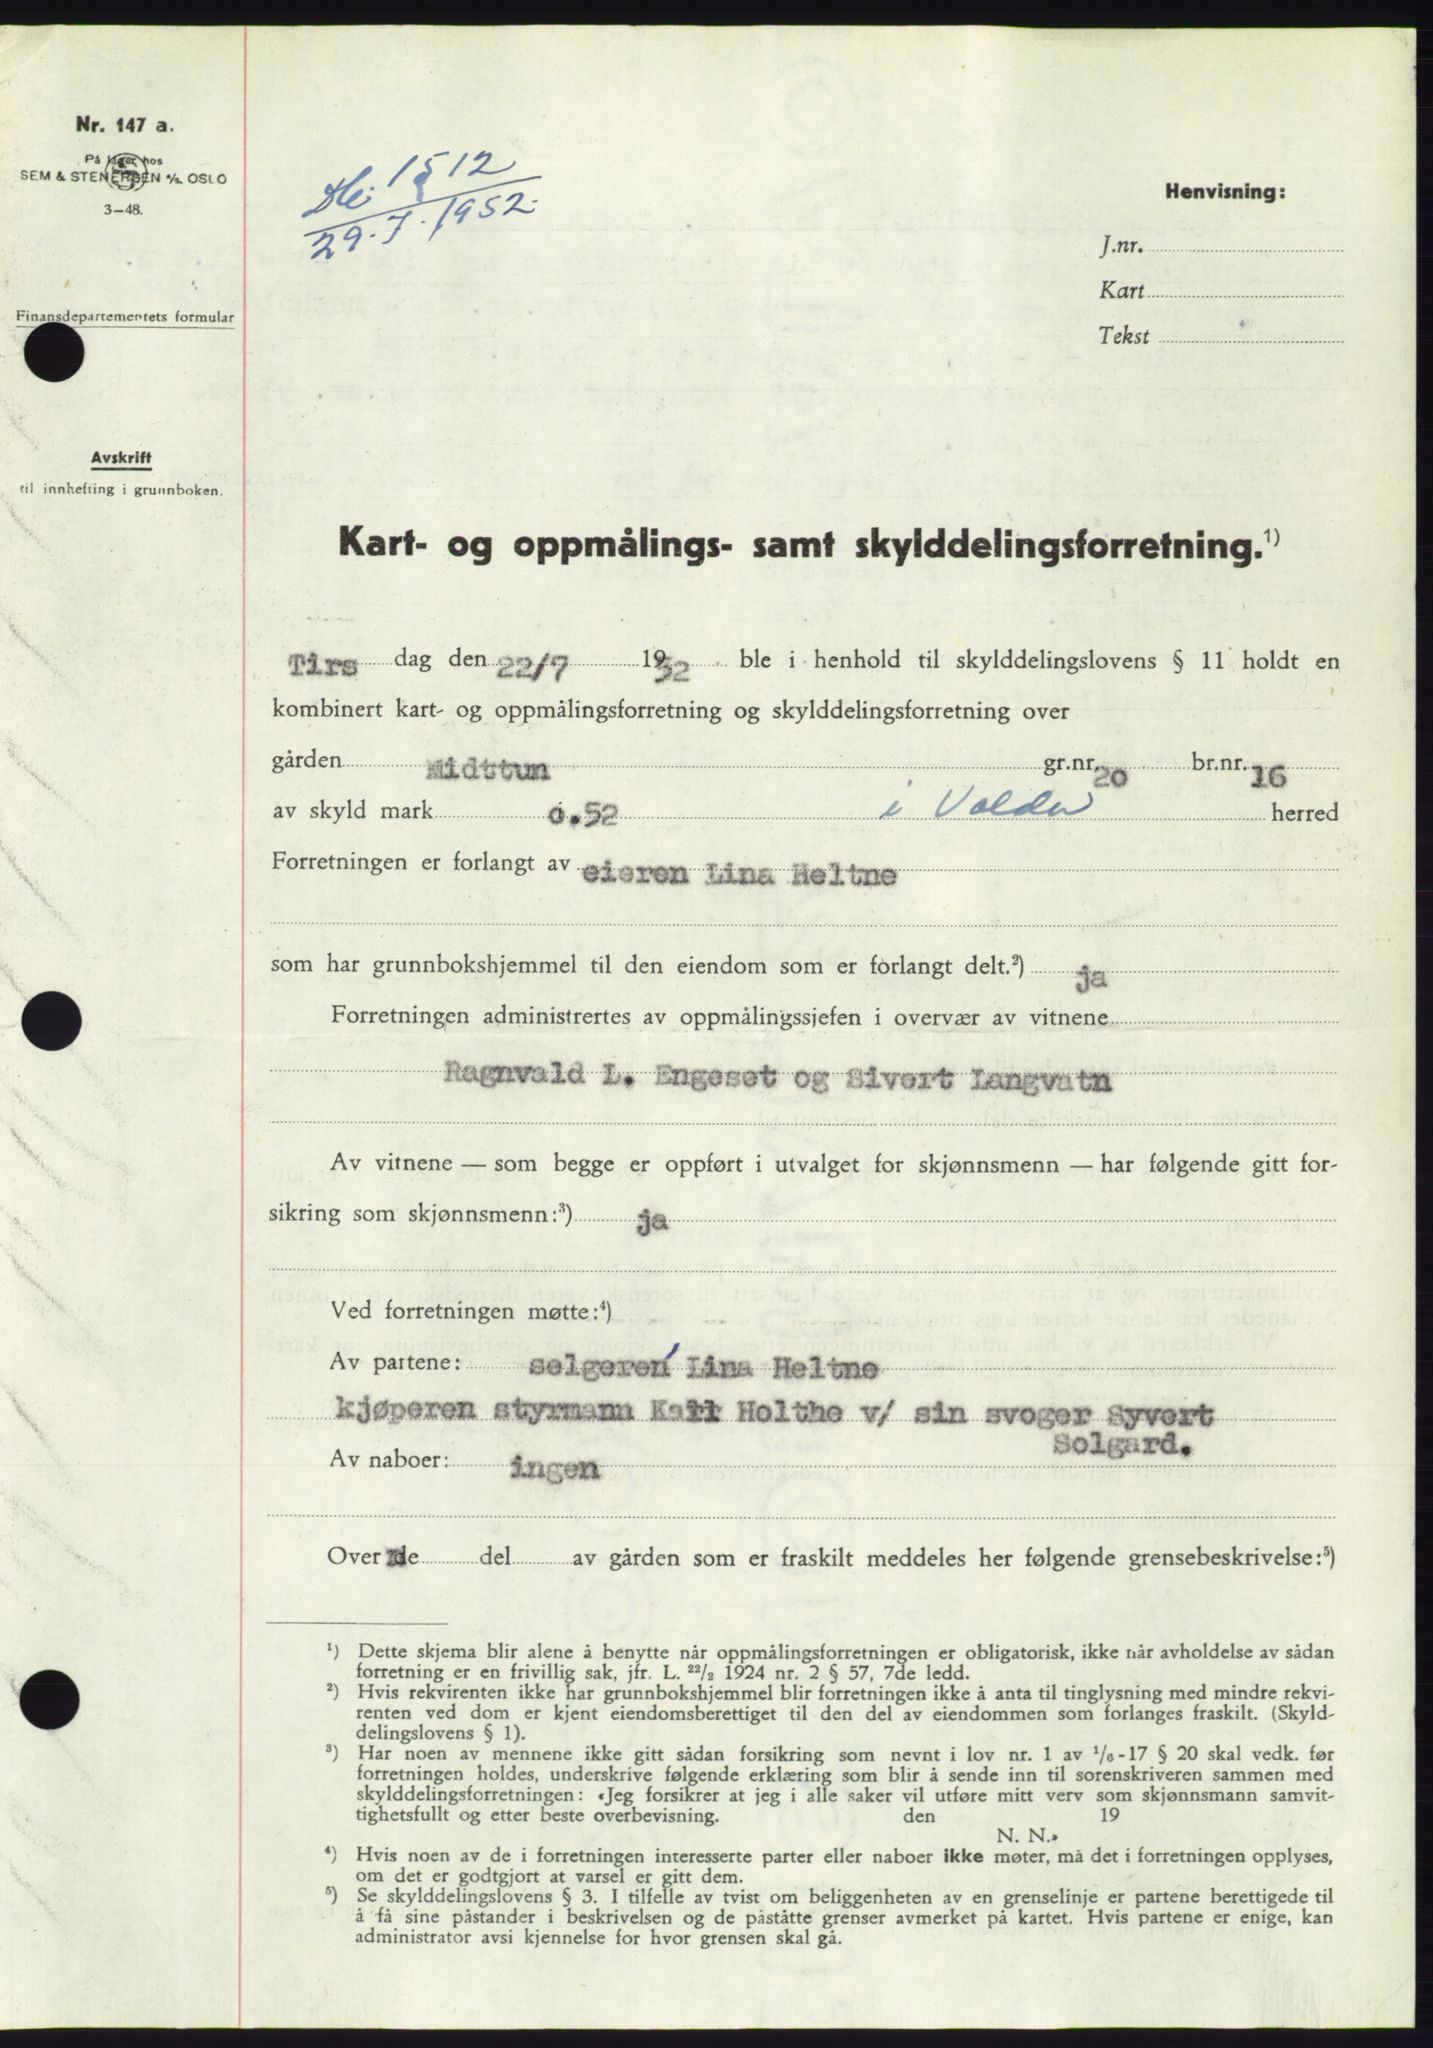 Nr. 147 a.
På lager hos
SEM & STENERSEN A/S. OSLO
3-48.
Finansdepartementets formular
Avskrift
til innhefting i grunnboken.
1512
29.7.1952.
Henvisning:
J.nr.
Kart
Tekst
Kart- og oppmålings- samt skylddelingsforretning.¹)
Tirs dag den 22/7 1952 ble i henhold til skylddelingslovens § 11 holdt en
kombinert kart- og oppmålingsforretning og skylddelingsforretning over
gården Midttun gr.nr. 20 br.nr. 16
av skyld mark 0.52 i Volda herred
Forretningen er forlangt av eieren Lina Heltne
som har grunnbokshjemmel til den eiendom som er forlangt delt.²) ja
Forretningen administrertes av oppmålingssjefen i overvær av vitnene
Ragnvald L. Engeset og Sivert Langvatn
Av vitnene — som begge er oppført i utvalget for skjønnsmenn — har følgende gitt for-
sikring som skjønnsmenn:³) ja
Ved forretningen møtte:⁴)
Av partene: selgeren Lina Heltne
kjøperen styrmann Holthe v/ sin svoger Syvert
Solgard.
Av naboer: ingen
Over de del av gården som er fraskilt meddeles her følgende grensebeskrivelse:⁵)
¹) Dette skjema blir alene å benytte når oppmålingsforretningen er obligatorisk, ikke når avholdelse av sådan
forretning er en frivillig sak, jfr. L. 22/2 1924 nr. 2 § 57, 7de ledd.
²) Hvis rekvirenten ikke har grunnbokshjemmel blir forretningen ikke å anta til tinglysning med mindre rekvi-
renten ved dom er kjent eiendomsberettiget til den del av eiendommen som forlanges fraskilt. (Skyld-
delingslovens § 1).
³) Har noen av mennene ikke gitt sådan forsikring som nevnt i lov nr. 1 av 1/6-17 § 20 skal vedk. før
forretningen holdes, underskrive følgende erklæring som blir å sende inn til sorenskriveren sammen med
skylddelingsforretningen: «Jeg forsikrer at jeg i alle saker vil utføre mitt verv som skjønnsmann samvit-
tighetsfullt og etter beste overbevisning. den 19
N. N.»
⁴) Hvis noen av de i forretningen interesserte parter eller naboer ikke møter, må det i forretningen opplyses,
om det er godtgjort at varsel er gitt dem.
⁵) Se skylddelingslovens § 3. I tilfelle av tvist om beliggenheten av en grenselinje er partene berettigede til
å få sine påstander i beskrivelsen og de påståtte grenser avmerket på kartet. Hvis partene er enige, kan
administrator avsi kjennelse for hvor grensen skal gå.